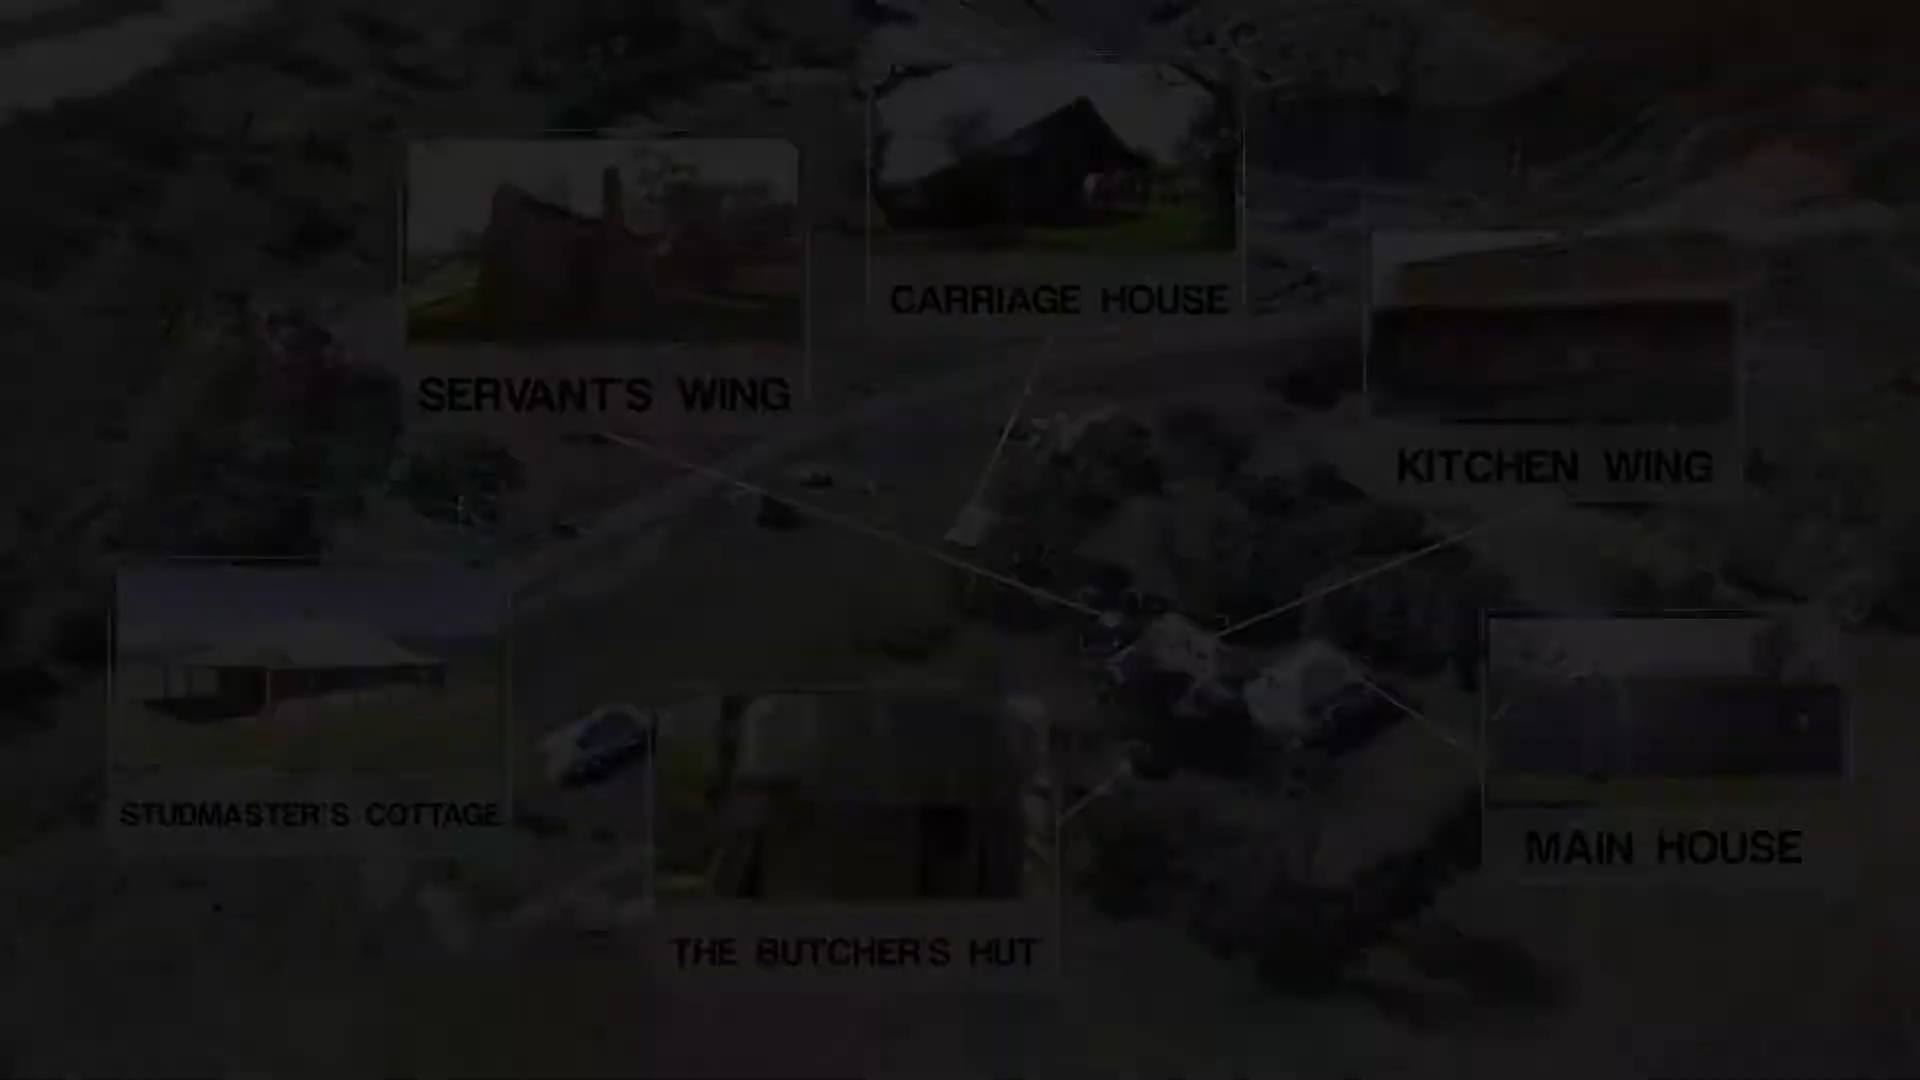 CARRIAGE HOUSE
SERVANT'S WING
KITCHEN WING
STUDMASTER'S COTTAGE
MAIN HOUSE
THE BUTCHER'S HUT